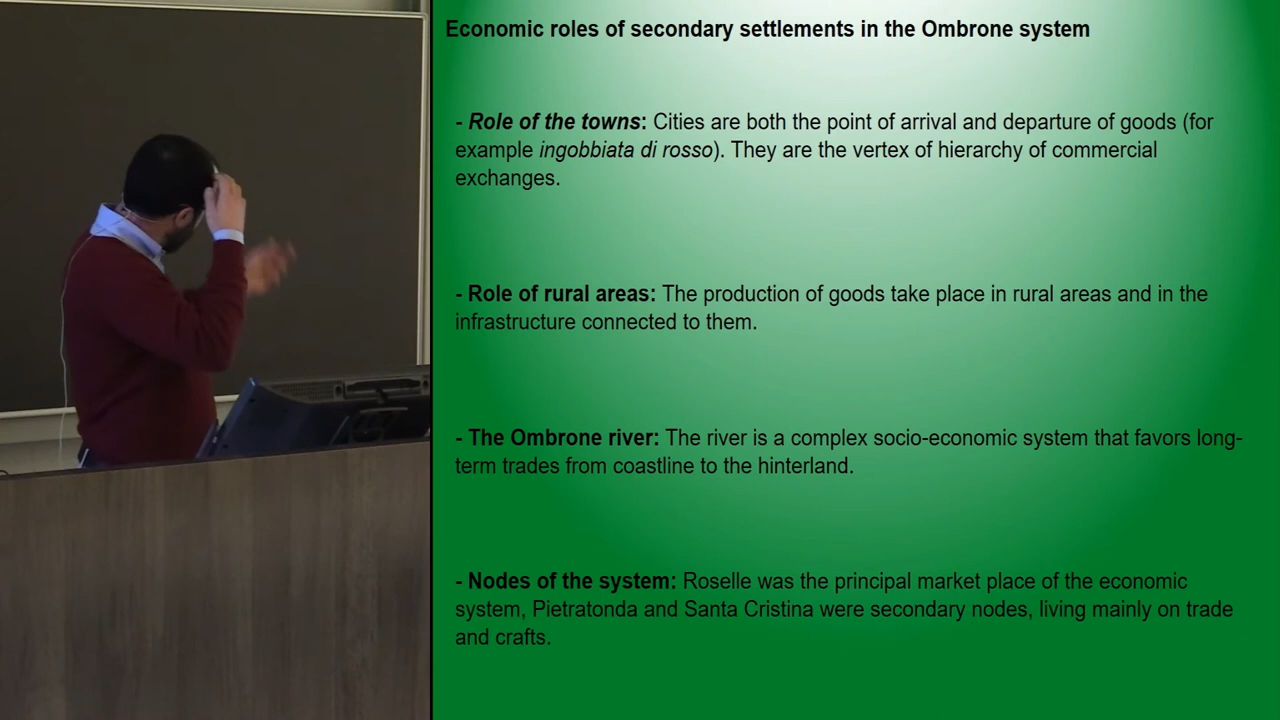 Economic roles of secondary settlements in the Ombrone system
- Role of the towns: Cities are both the point of arrival and departure of goods (for
example ingobbiata di rosso). They are the vertex of hierarchy of commercial
exchanges.
- Role of rural areas: The production of goods take place in rural areas and in the
infrastructure connected to them.
- The Ombrone river: The river is a complex socio-economic system that favors long-
term trades from coastline to the hinterland.
- Nodes of the system: Roselle was the principal market place of the economic
system, Pietratonda and Santa Cristina were secondary nodes, living mainly on trade
and crafts.